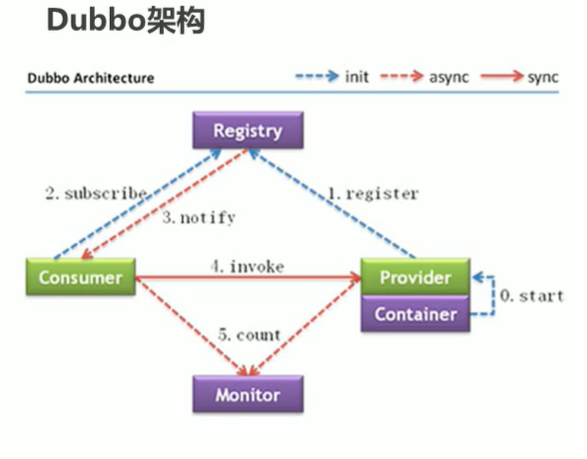 Dubbo架构
Dubbo Architecture
init
async
sync
Registry
2. subscribe
1. register
3. notify
Consumer
4. invoke
Provider
0. start
Container
5. count
Monitor